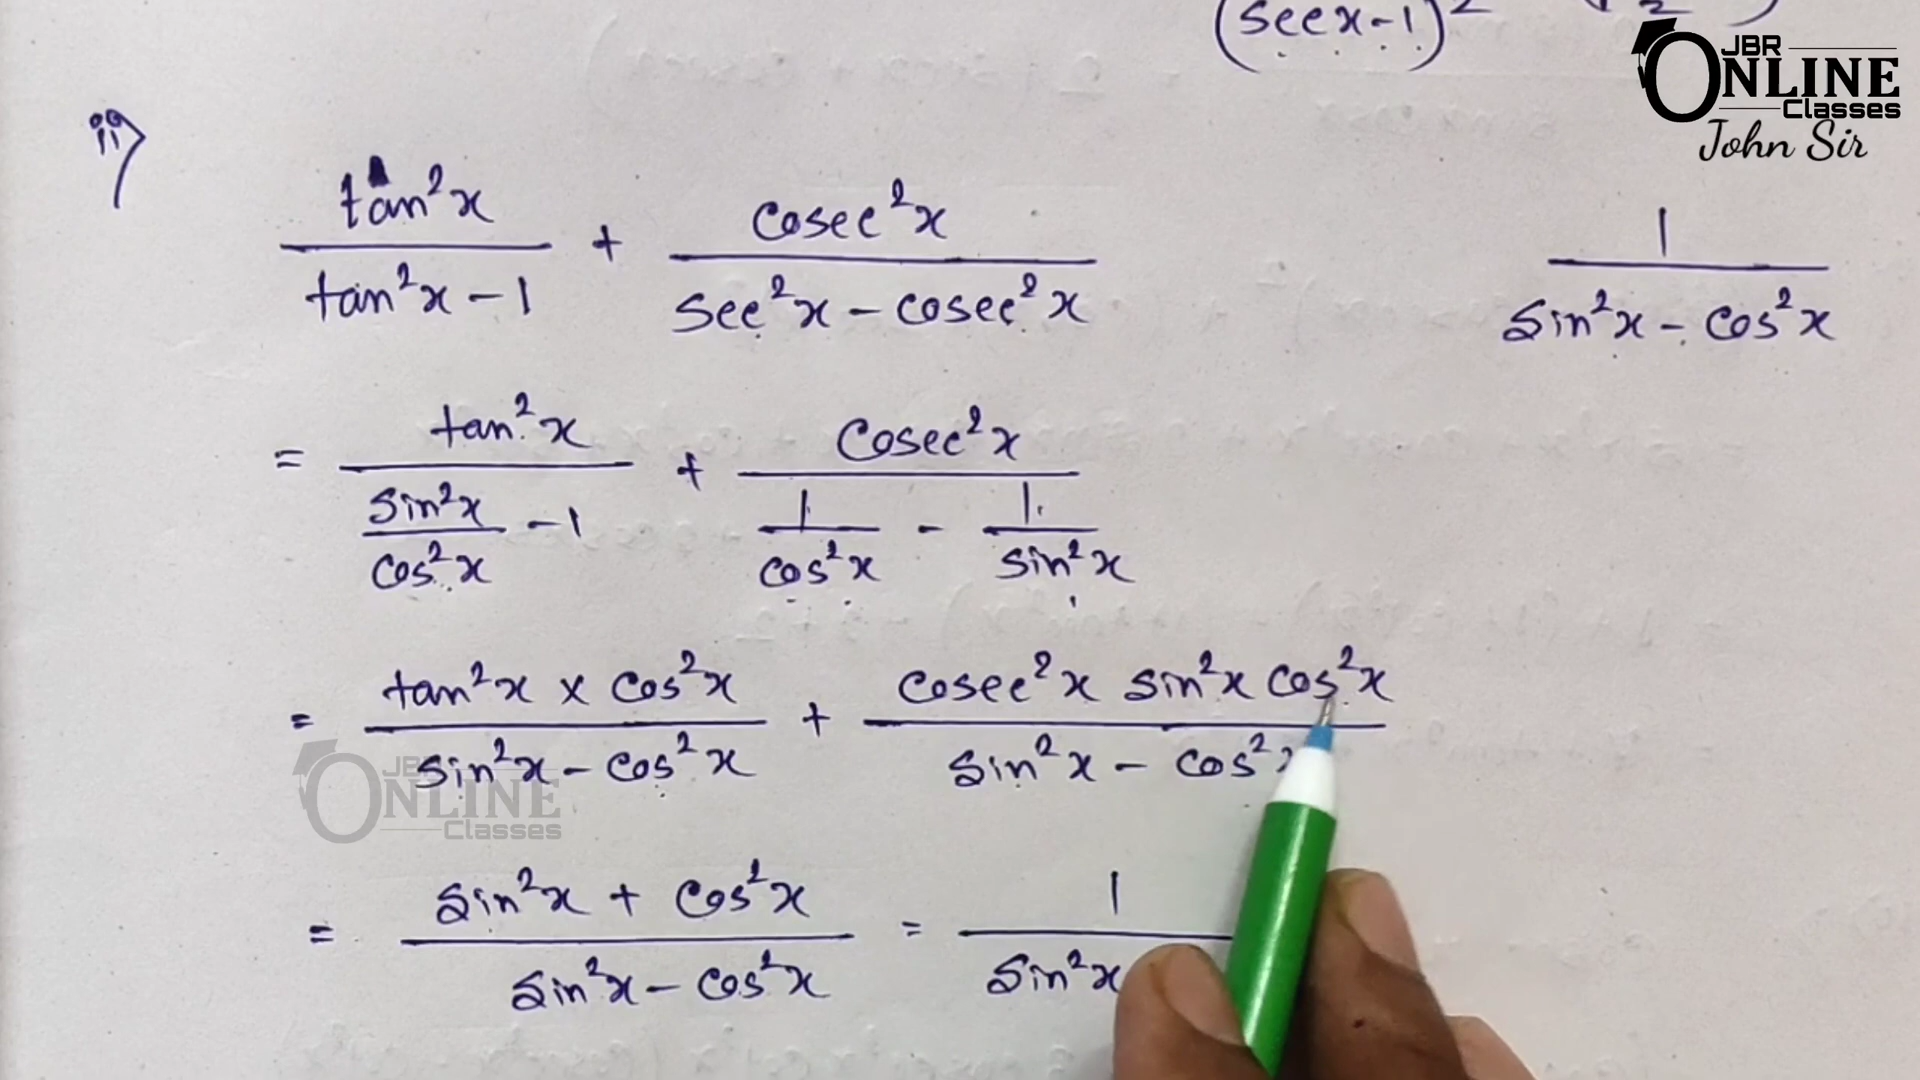 (secx-1)²
JBR
ONLINE
Classes
John Sir
ii)
tan²x / (tan²x - 1) + cosec²x / (sec²x - cosec²x)
1 / (sin²x - cos²x)
= tan²x / (sin²x/cos²x - 1) + cosec²x / (1/cos²x - 1/sin²x)
= (tan²x × cos²x) / (sin²x - cos²x) + (cosec²x sin²x cos²x) / (sin²x - cos²
JBR
ONLINE
Classes
= (sin²x + cos²x) / (sin²x - cos²x) = 1 / sin²x